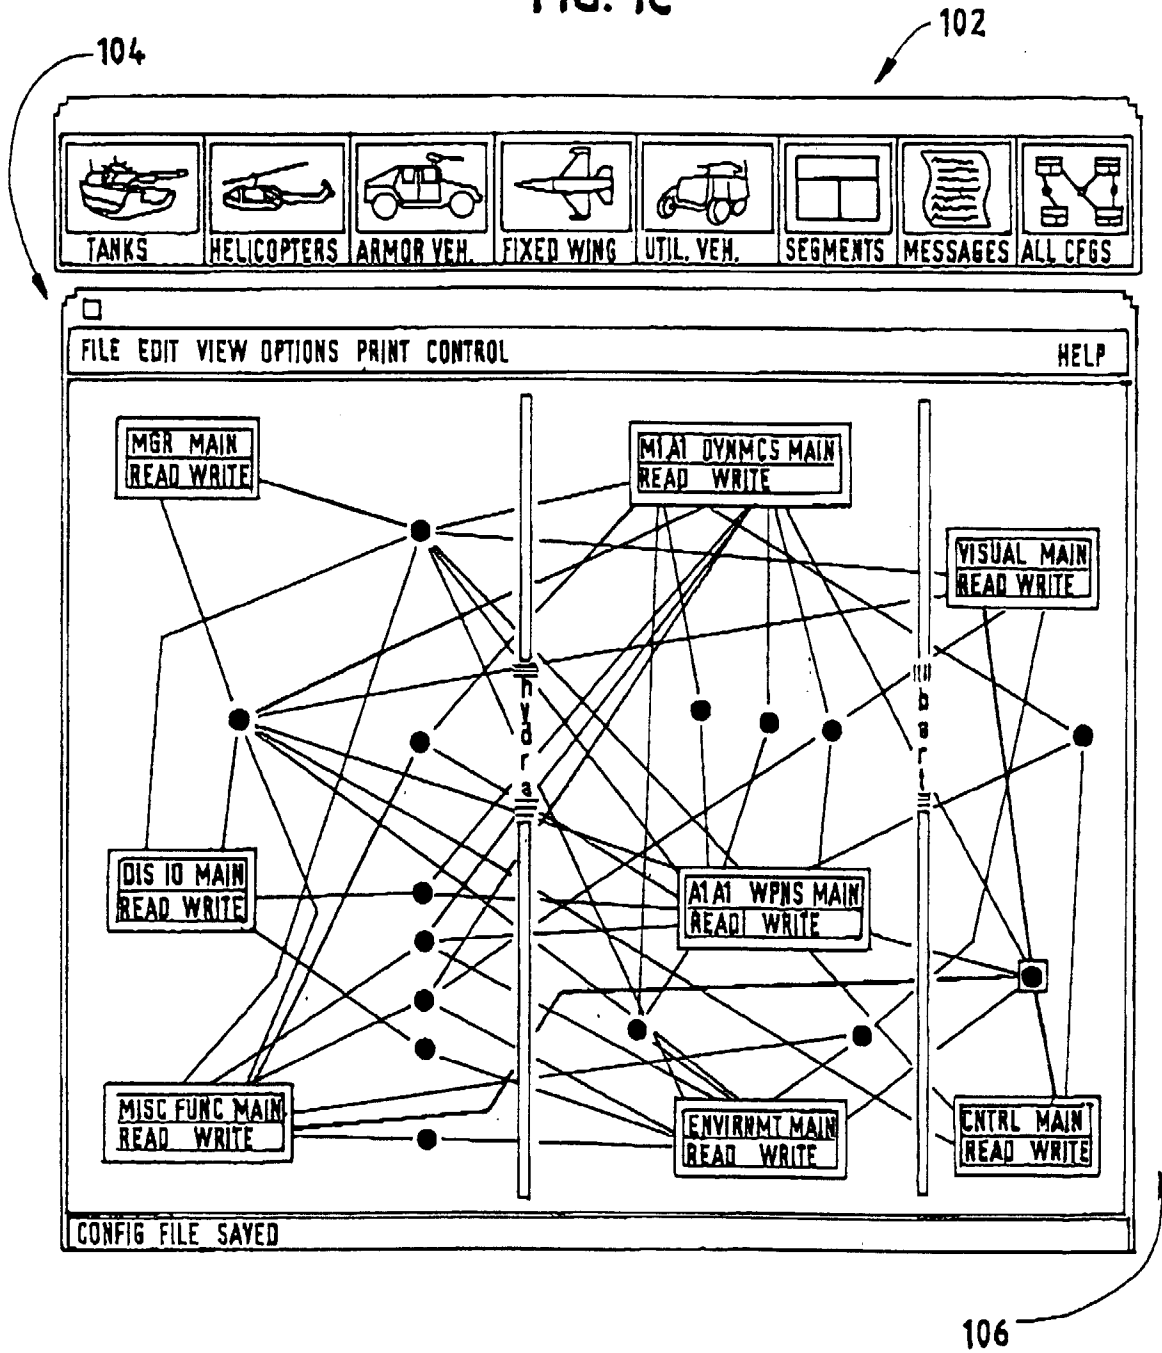 FIG. 1C
102
104
TANKS HELICOPTERS ARMOR VEH. FIXED WING UTIL. VEH. SEGMENTS MESSAGES ALL CFGS
FILE EDIT VIEW OPTIONS PRINT CONTROL HELP
MGR MAIN
READ WRITE
M1A1 DYNMCS MAIN
READ WRITE
VISUAL MAIN
READ WRITE
hydra
bart
DIS IO MAIN
READ WRITE
A1A1 WPNS MAIN
READ WRITE
MISC FUNC MAIN
READ WRITE
ENVIRNMT MAIN
READ WRITE
CNTRL MAIN
READ WRITE
CONFIG FILE SAVED
106